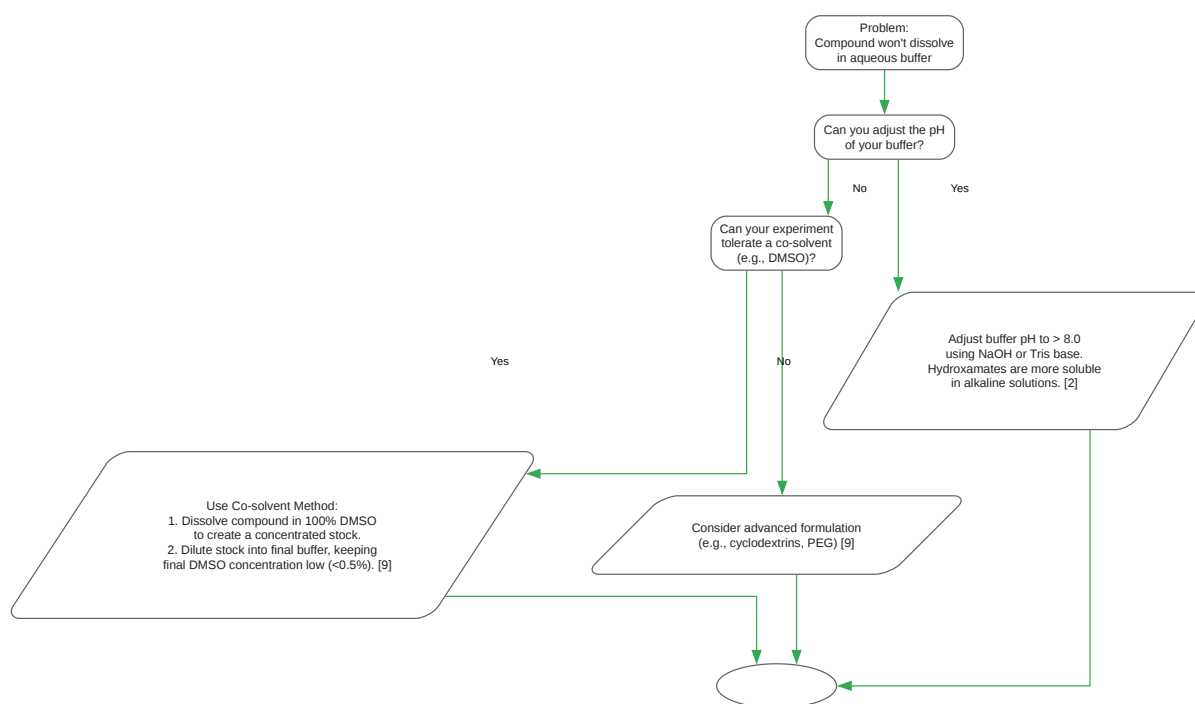 Problem:
Compound won't dissolve
in aqueous buffer
Can you adjust the pH
of your buffer?
No
Yes
Can your experiment
tolerate a co-solvent
(e.g., DMSO)?
Adjust buffer pH to > 8.0
using NaOH or Tris base.
Hydroxamates are more soluble
in alkaline solutions. [2]
Yes
No
Use Co-solvent Method:
1. Dissolve compound in 100% DMSO
to create a concentrated stock.
2. Dilute stock into final buffer, keeping
final DMSO concentration low (<0.5%). [9]
Consider advanced formulation
(e.g., cyclodextrins, PEG) [9]